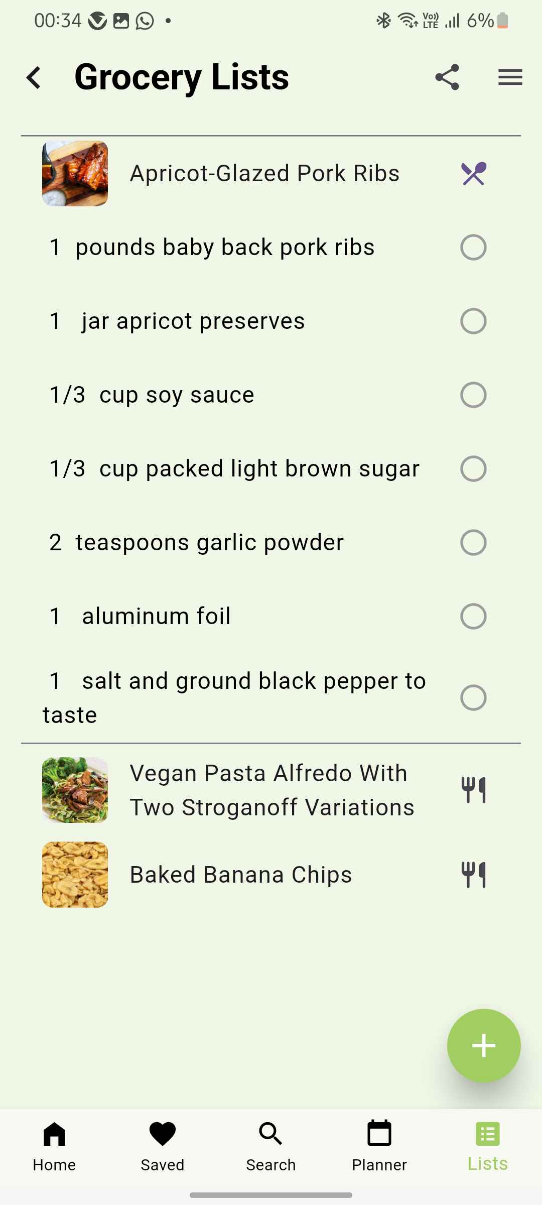 00:34 Vo)) LTE 6%
Grocery Lists
Apricot-Glazed Pork Ribs
1 pounds baby back pork ribs
1 jar apricot preserves
1/3 cup soy sauce
1/3 cup packed light brown sugar
2 teaspoons garlic powder
1 aluminum foil
1 salt and ground black pepper to
taste
Vegan Pasta Alfredo With
Two Stroganoff Variations
Baked Banana Chips
Home Saved Search Planner Lists